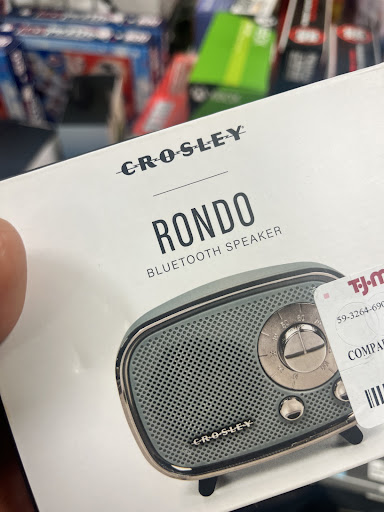 CROSLEY
RONDO
BLUETOOTH SPEAKER
T·J·m
59-3264-690
COMPA
CROSLEY